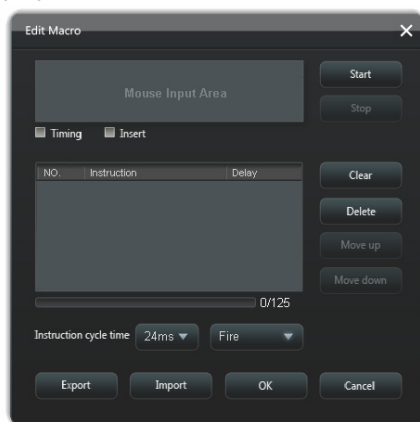 Edit Macro
Mouse Input Area
Start
Stop
Timing Insert
NO. Instruction Delay
Clear
Delete
Move up
Move down
0/125
Instruction cycle time 24ms Fire
Export Import OK Cancel